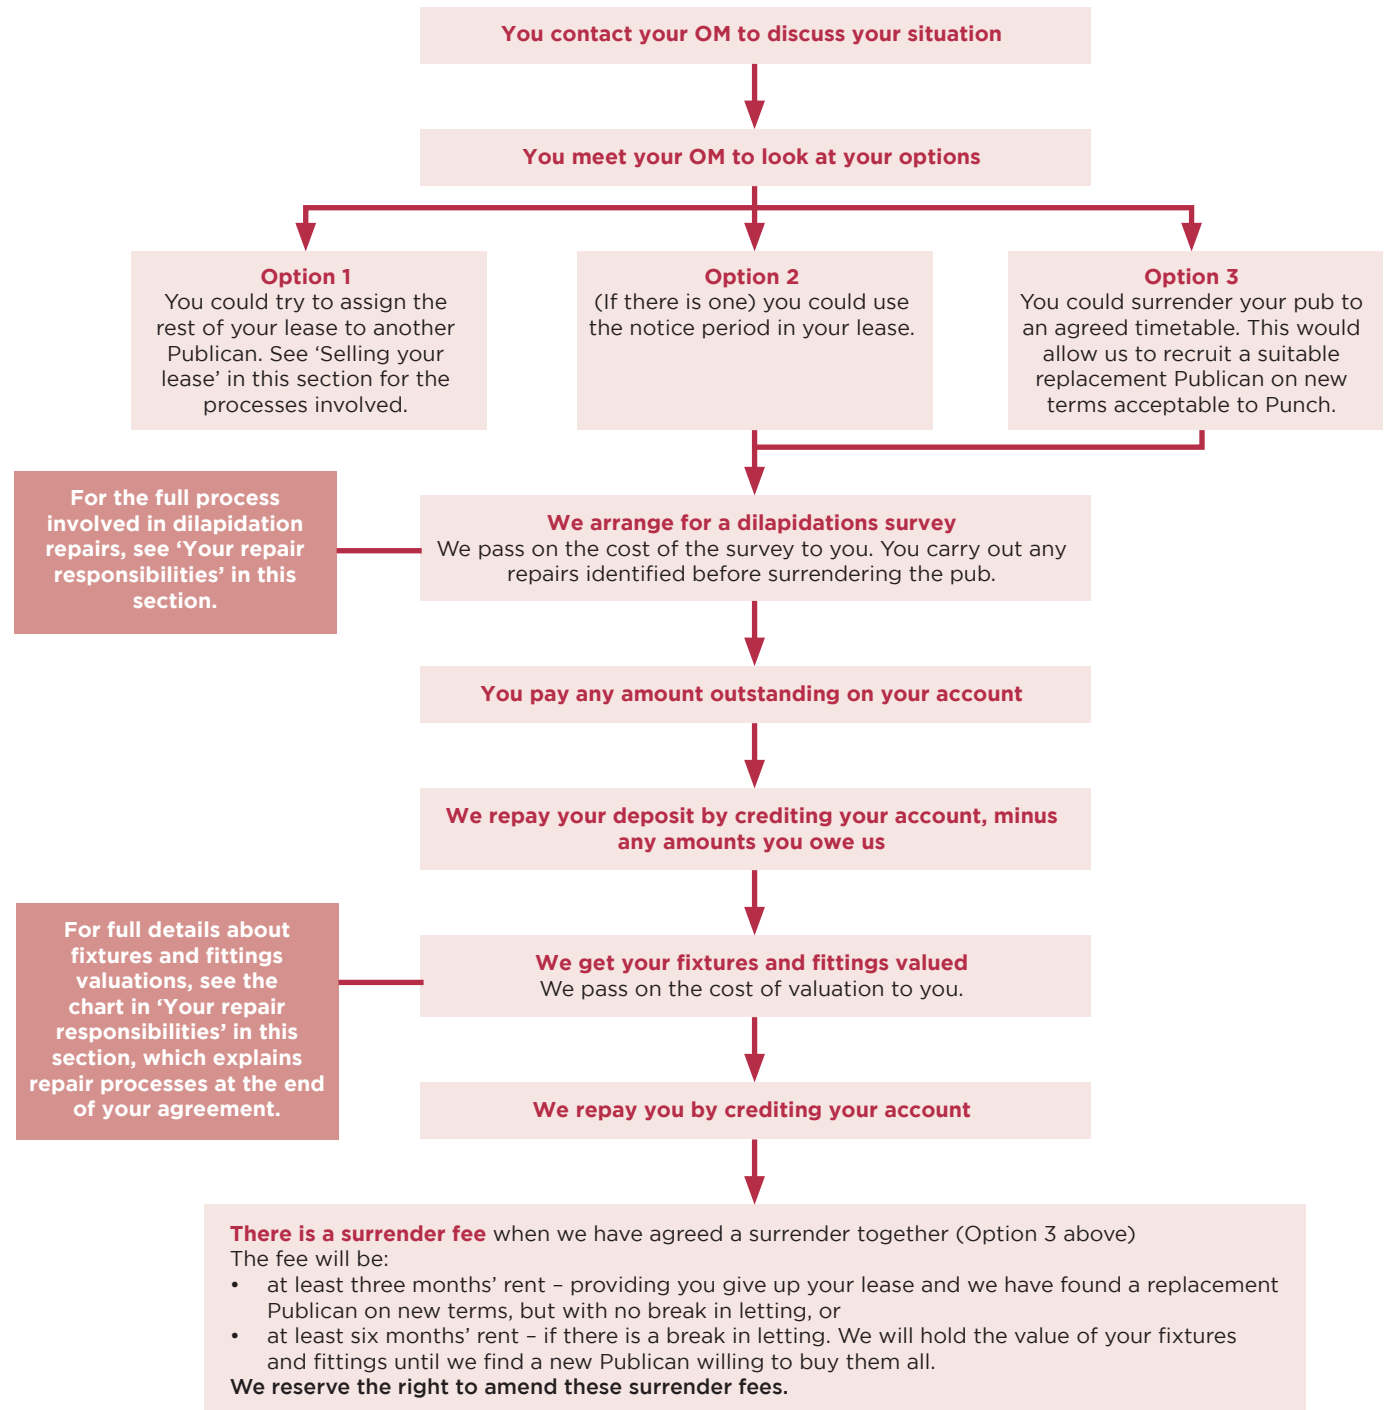 You contact your OM to discuss your situation
You meet your OM to look at your options
Option 1
You could try to assign the
rest of your lease to another
Publican. See ‘Selling your
lease’ in this section for the
processes involved.
Option 2
(If there is one) you could use
the notice period in your lease.
Option 3
You could surrender your pub to
an agreed timetable. This would
allow us to recruit a suitable
replacement Publican on new
terms acceptable to Punch.
For the full process
involved in dilapidation
repairs, see ‘Your repair
responsibilities’ in this
section.
We arrange for a dilapidations survey
We pass on the cost of the survey to you. You carry out any
repairs identified before surrendering the pub.
You pay any amount outstanding on your account
We repay your deposit by crediting your account, minus
any amounts you owe us
For full details about
fixtures and fittings
valuations, see the
chart in ‘Your repair
responsibilities’ in this
section, which explains
repair processes at the end
of your agreement.
We get your fixtures and fittings valued
We pass on the cost of valuation to you.
We repay you by crediting your account
There is a surrender fee when we have agreed a surrender together (Option 3 above)
The fee will be:
• at least three months’ rent – providing you give up your lease and we have found a replacement
Publican on new terms, but with no break in letting, or
• at least six months’ rent – if there is a break in letting. We will hold the value of your fixtures
and fittings until we find a new Publican willing to buy them all.
We reserve the right to amend these surrender fees.